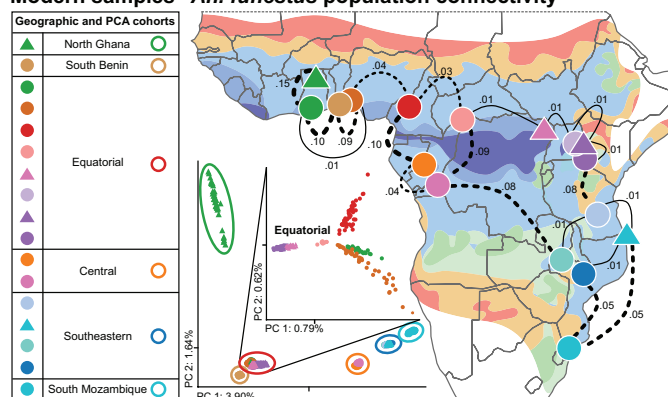 Modern samples An. funestus population connectivity
Geographic and PCA cohorts
North Ghana
South Benin
Equatorial
Central
Southeastern
South Mozambique
.15
.04
.03
.10
.09
.01
.10
.04
.09
.01
.01
.01
.01
.08
.08
.01
.01
.01
.05
.05
Equatorial
PC 2: 0.62%
PC 1: 0.79%
PC 2: 1.64%
PC 1: 3.90%